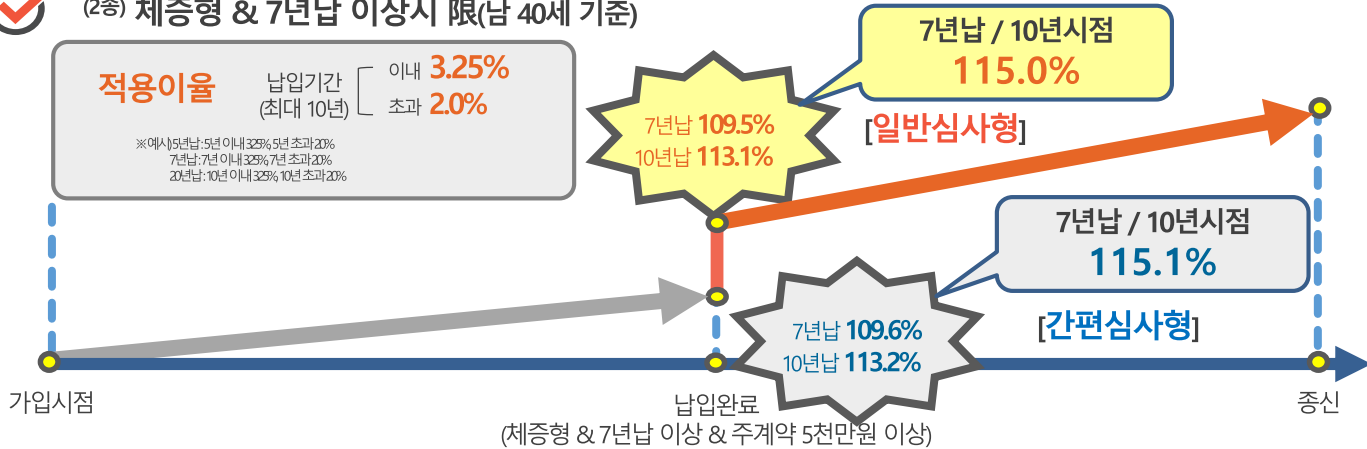 (2종) 체증형 & 7년납 이상시 限(남 40세 기준)
적용이율
납입기간
(최대 10년)
이내 3.25%
초과 2.0%
※예시) 5년납 : 5년 이내 3.25%, 5년 초과 2.0%
7년납 : 7년 이내 3.25%, 7년 초과 2.0%
20년납 : 10년 이내 3.25%, 10년 초과 2.0%
7년납 109.5%
10년납 113.1%
7년납 / 10년시점
115.0%
[일반심사형]
7년납 / 10년시점
115.1%
[간편심사형]
7년납 109.6%
10년납 113.2%
가입시점
납입완료
(체증형 & 7년납 이상 & 주계약 5천만원 이상)
종신